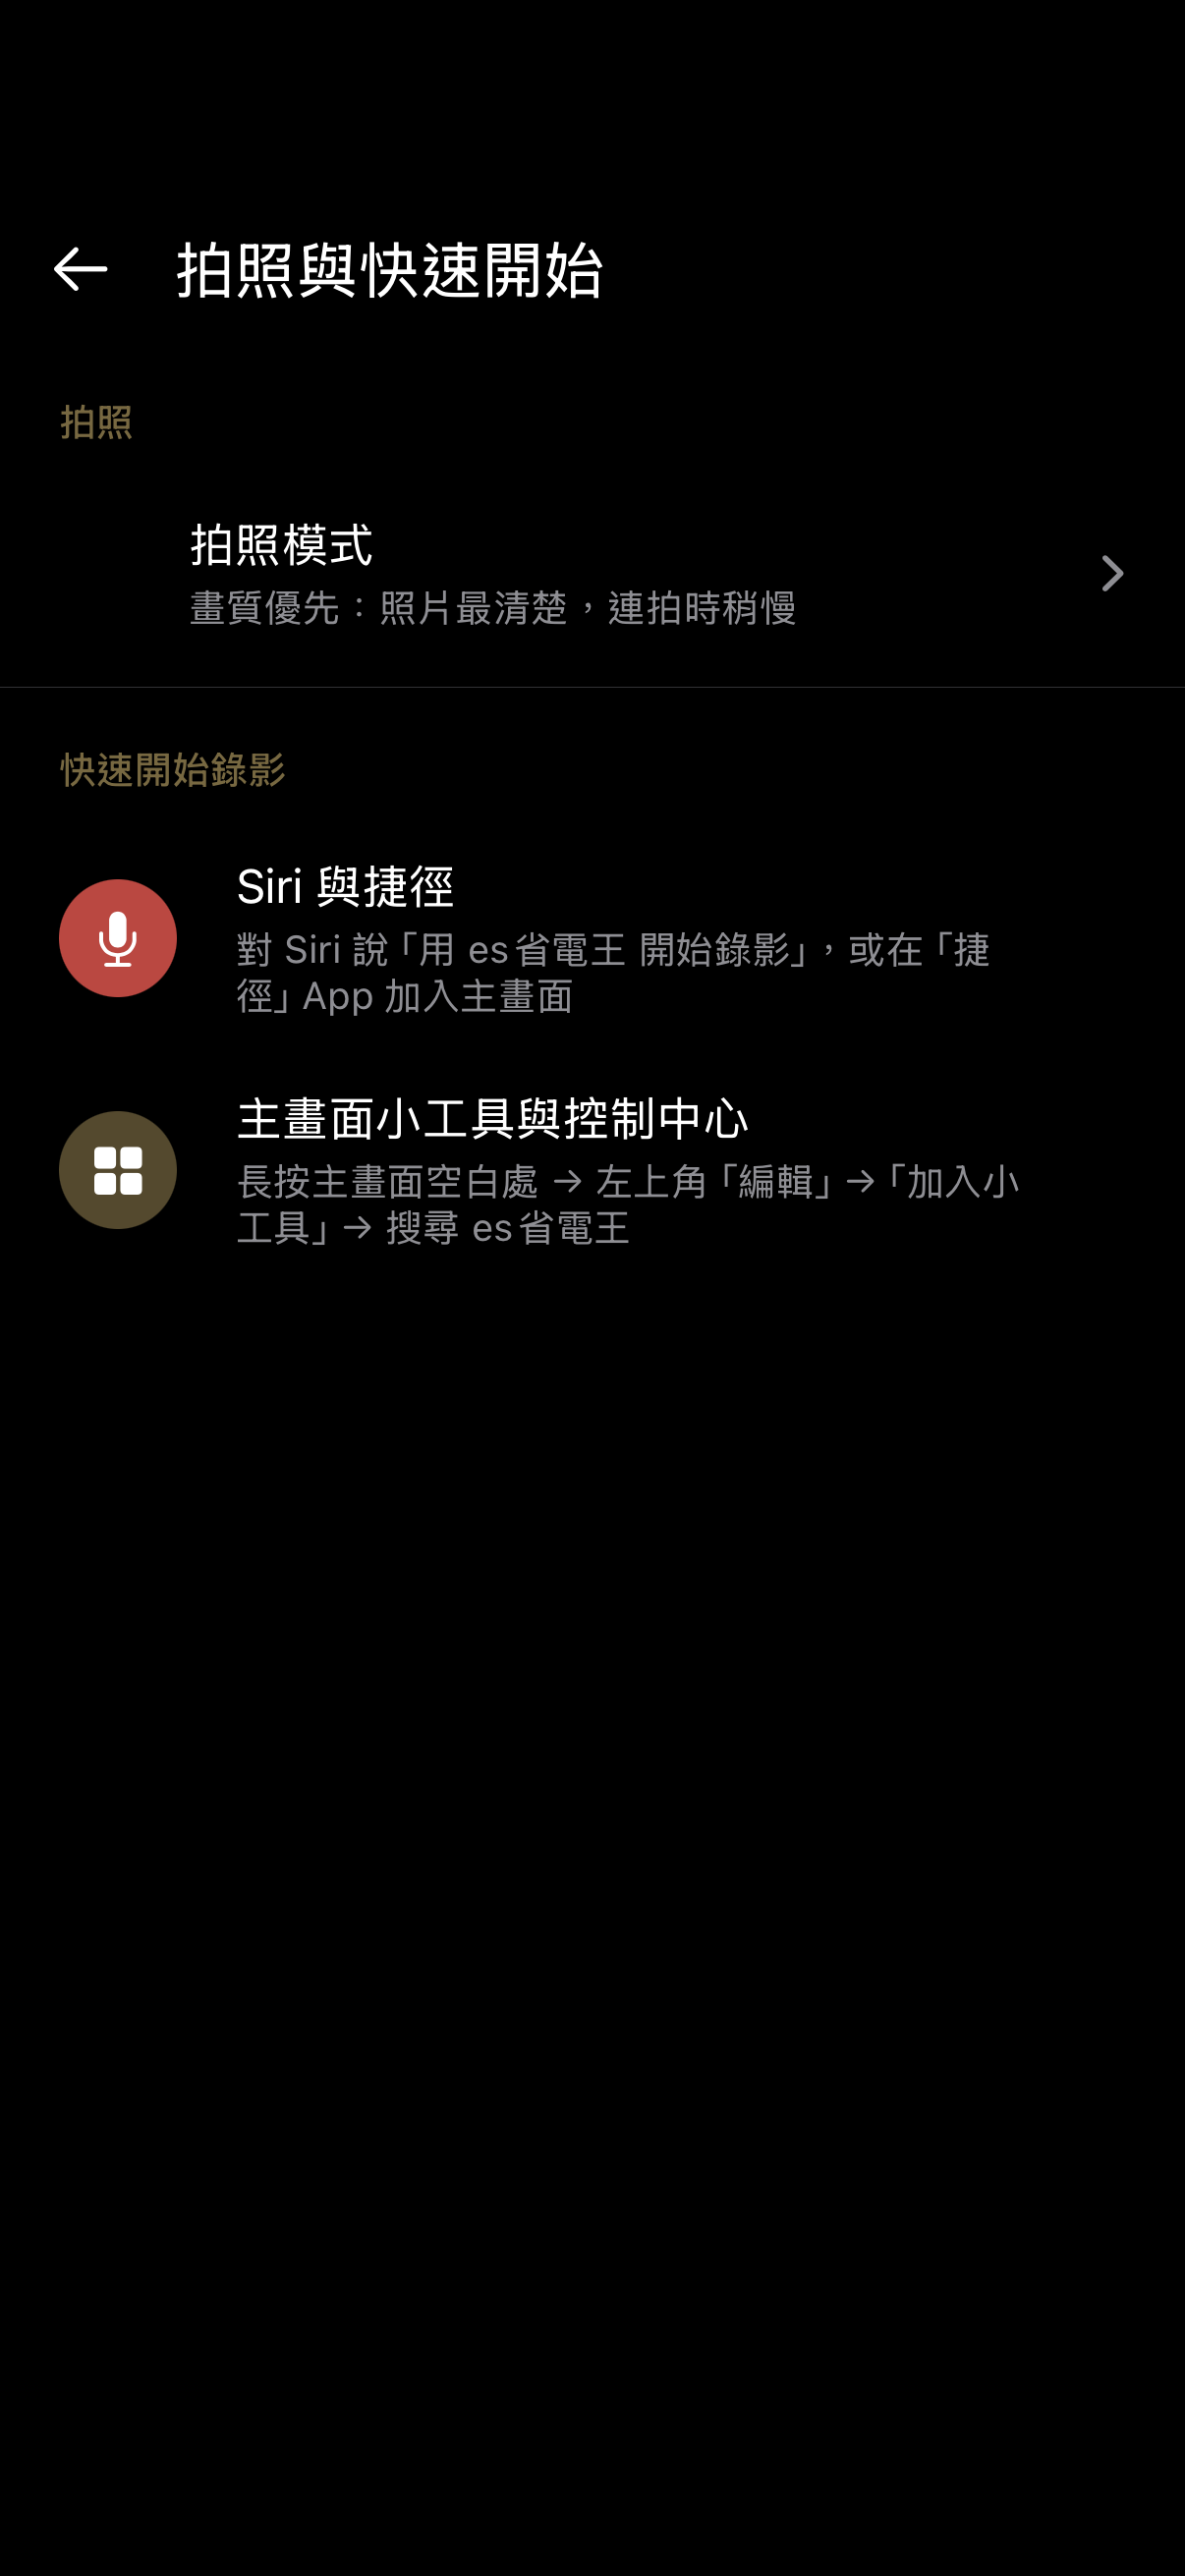 拍照與快速開始
拍照
拍照模式
畫質優先：照片最清楚，連拍時稍慢
快速開始錄影
Siri 與捷徑
對 Siri 說「用 es省電王 開始錄影」，或在「捷
徑」App 加入主畫面
主畫面小工具與控制中心
長按主畫面空白處 → 左上角「編輯」→「加入小
工具」→ 搜尋 es省電王